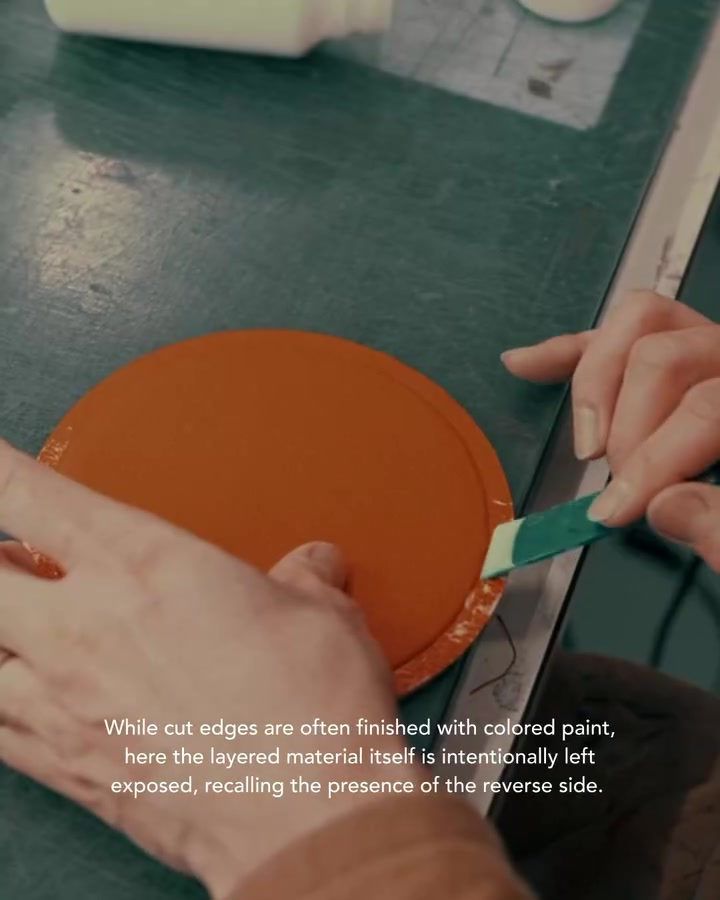 While cut edges are often finished with colored paint,
here the layered material itself is intentionally left
exposed, recalling the presence of the reverse side.